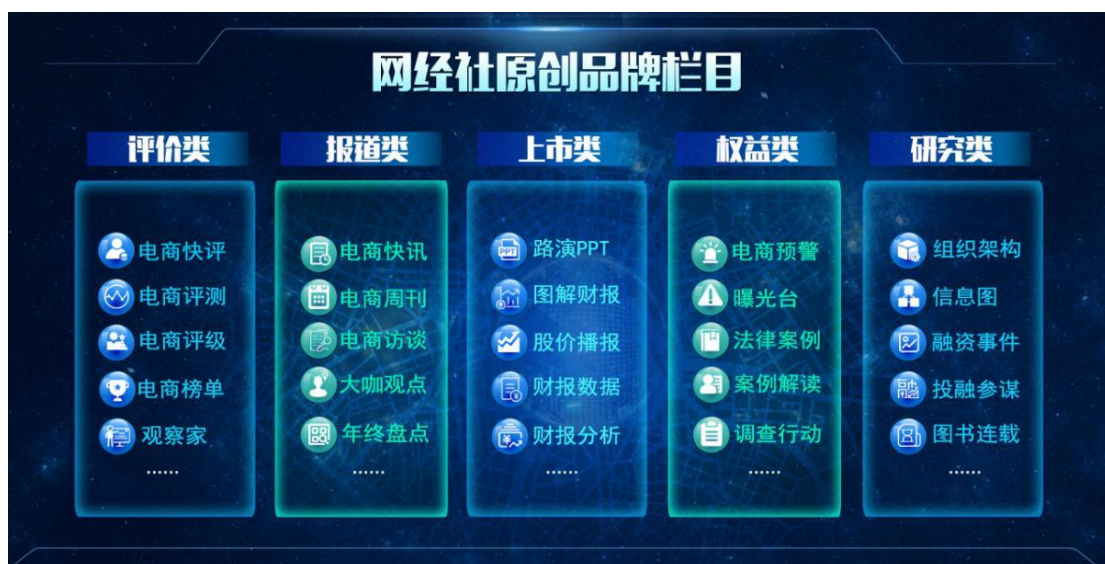 网经社原创品牌栏目
评价类
电商快评
电商评测
电商评级
电商榜单
观察家
......
报道类
电商快讯
电商周刊
电商访谈
大咖观点
年终盘点
......
上市类
路演PPT
图解财报
股价播报
财报数据
财报分析
......
权益类
电商预警
曝光台
法律案例
案例解读
调查行动
......
研究类
组织架构
信息图
融资事件
投融参谋
图书连载
......